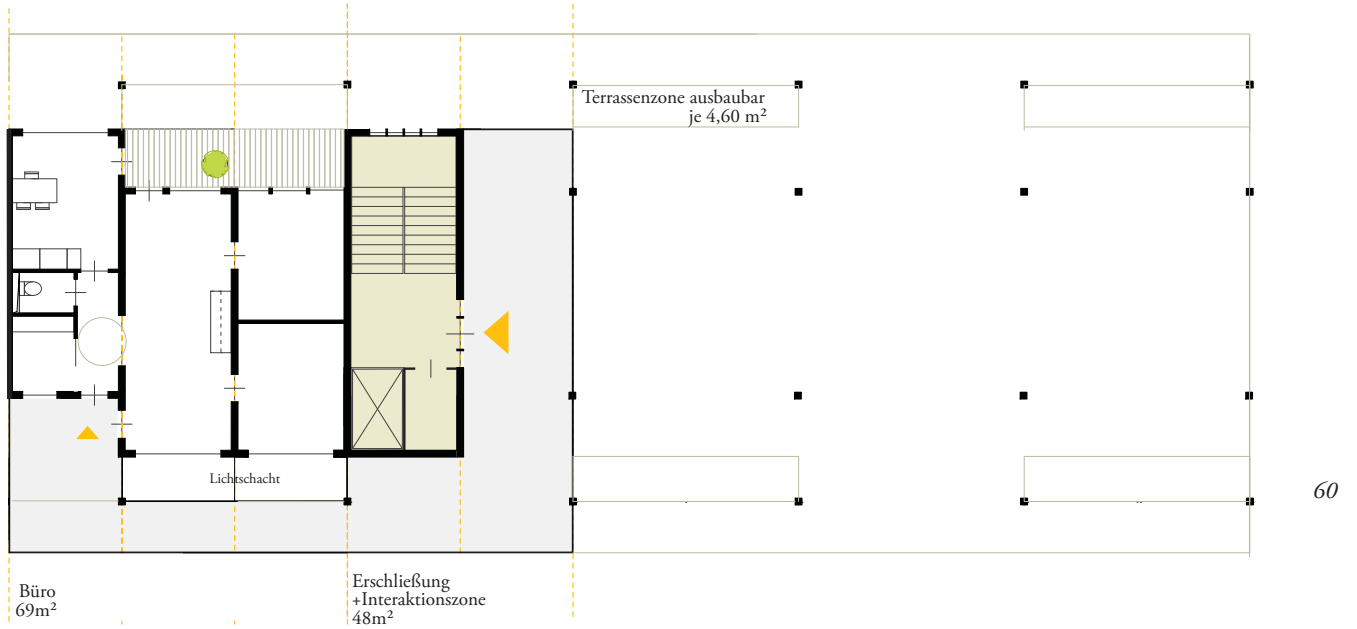 Terrassenzone ausbaubar
je 4,60 m²
Lichtschacht
60
Büro
69m²
Erschließung
+Interaktionszone
48m²